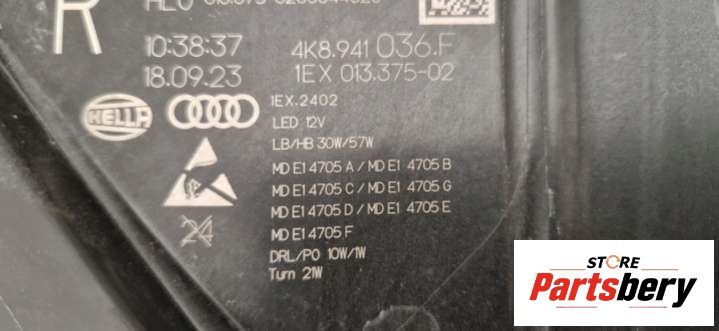 R
10:38:37
18.09.23
4K8.941 036.F
1EX 013.375-02
HELLA
1EX.2402
LED 12V
LB/HB 30W/57W
MD E1 4705 A / MD E1 4705 B
MD E1 4705 C / MD E1 4705 G
MD E1 4705 D / MD E1 4705 E
MD E1 4705 F
DRL/PO 10W/1W
Turn 21W
24
STORE
Partsbery